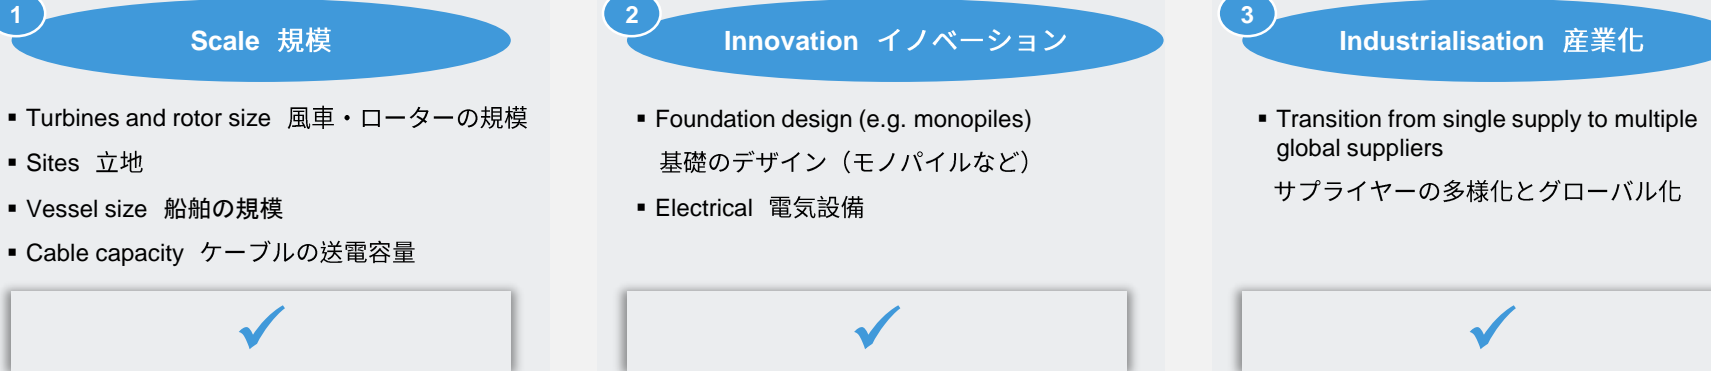 1
Scale 規模
▪ Turbines and rotor size 風車・ローターの規模
▪ Sites 立地
▪ Vessel size 船舶の規模
▪ Cable capacity ケーブルの送電容量
2
Innovation イノベーション
▪ Foundation design (e.g. monopiles)
基礎のデザイン（モノパイルなど）
▪ Electrical 電気設備
3
Industrialisation 産業化
▪ Transition from single supply to multiple
global suppliers
サプライヤーの多様化とグローバル化